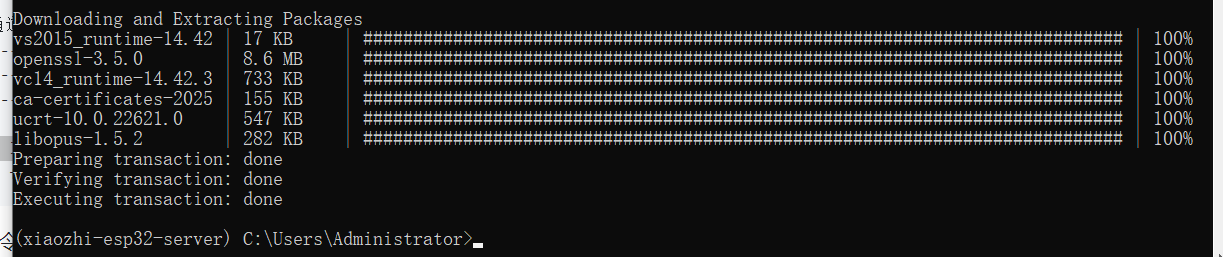 Downloading and Extracting Packages
vs2015_runtime-14.42 | 17 KB | ############################################################################ | 100%
openssl-3.5.0 | 8.6 MB | ############################################################################ | 100%
vc14_runtime-14.42.3 | 733 KB | ############################################################################ | 100%
ca-certificates-2025 | 155 KB | ############################################################################ | 100%
ucrt-10.0.22621.0 | 547 KB | ############################################################################ | 100%
libopus-1.5.2 | 282 KB | ############################################################################ | 100%
Preparing transaction: done
Verifying transaction: done
Executing transaction: done
(xiaozhi-esp32-server) C:\Users\Administrator>